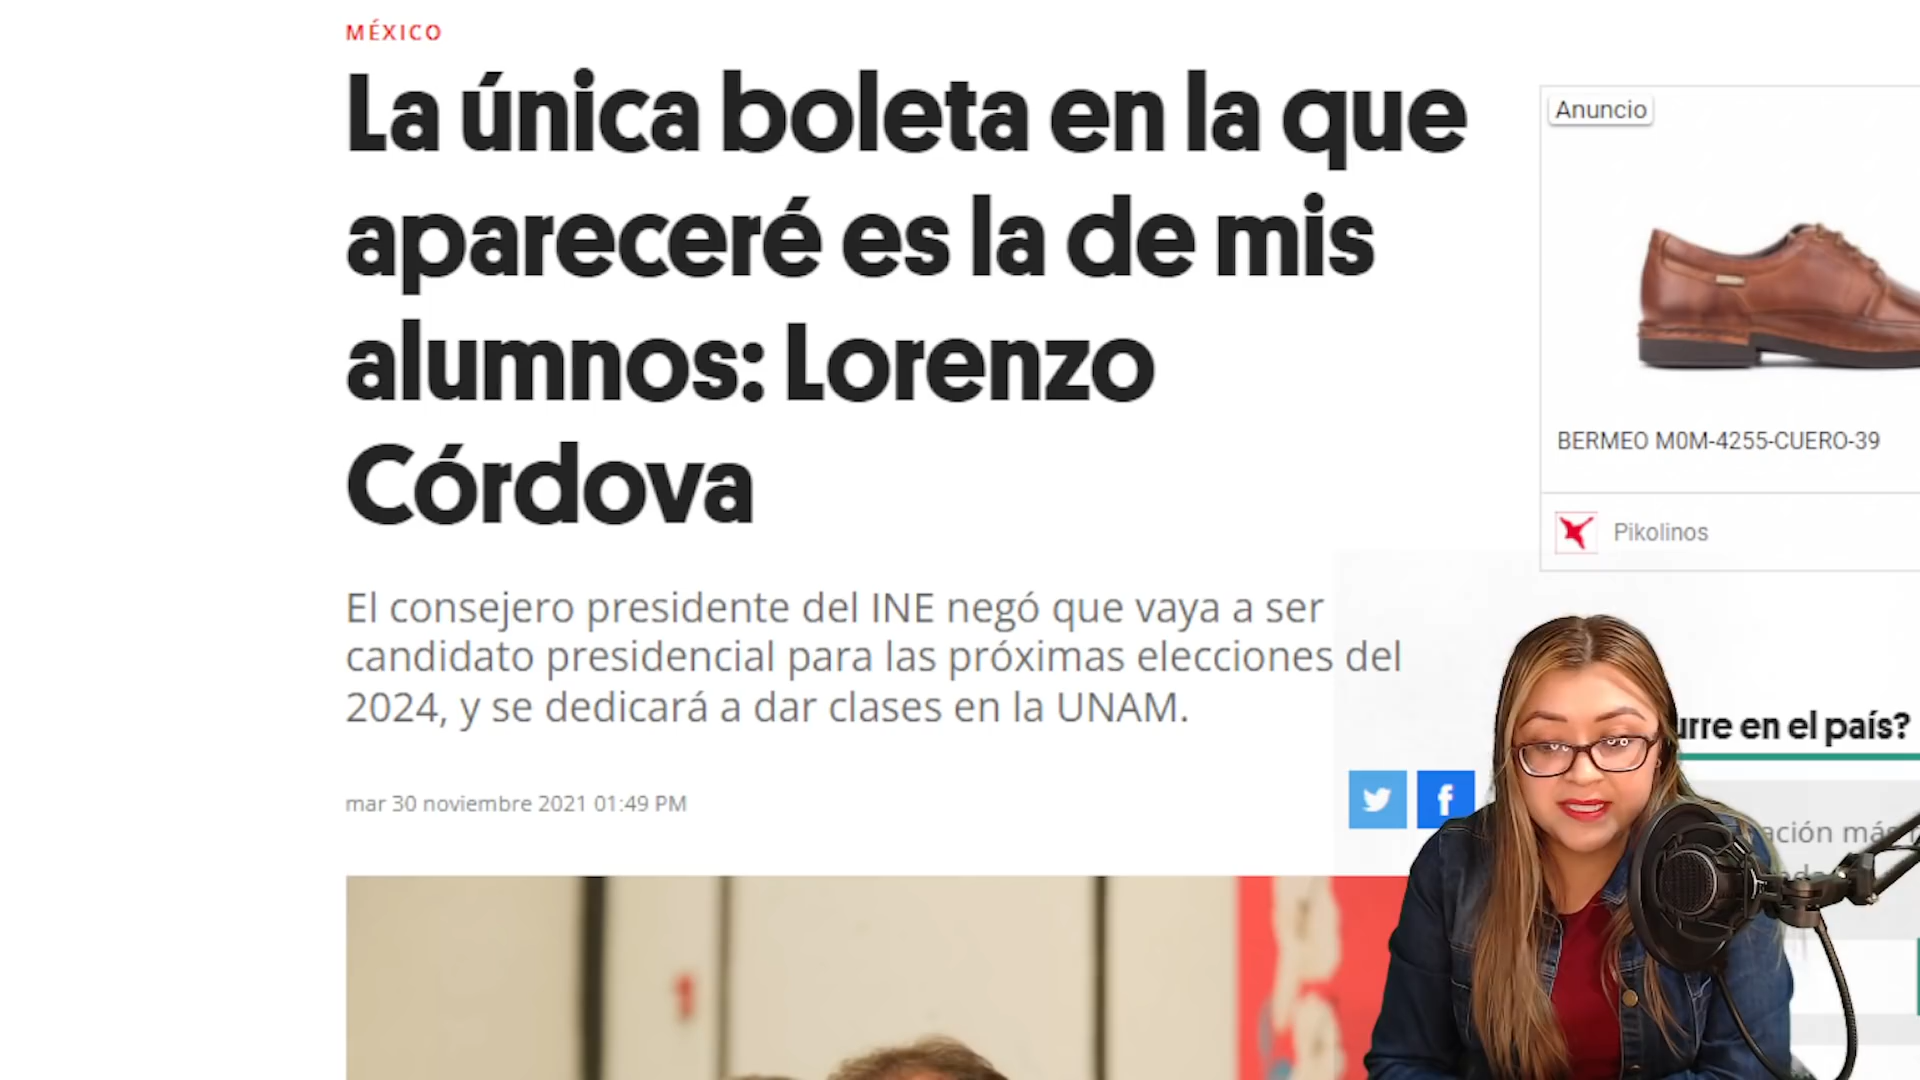 MÉXICO
La única boleta en la que
apareceré es la de mis
alumnos: Lorenzo
Córdova
El consejero presidente del INE negó que vaya a ser
candidato presidencial para las próximas elecciones del
2024, y se dedicará a dar clases en la UNAM.
mar 30 noviembre 2021 01:49 PM
Anuncio
BERMEO M0M-4255-CUERO-39
Pikolinos
en el país?